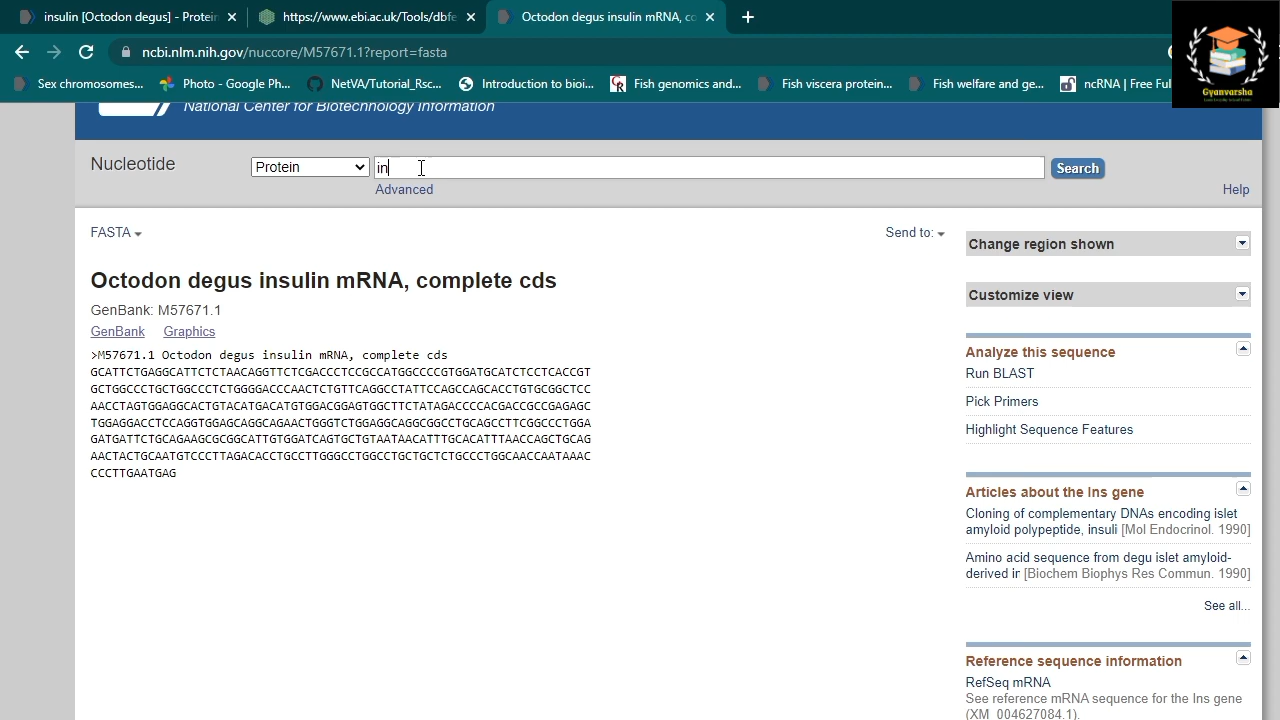 insulin [Octodon degus] - Protein
https://www.ebi.ac.uk/Tools/dbfe
Octodon degus insulin mRNA, co
ncbi.nlm.nih.gov/nuccore/M57671.1?report=fasta
Sex chromosomes...
Photo - Google Ph...
NetVA/Tutorial_Rsc...
Introduction to bioi...
Fish genomics and...
Fish viscera protein...
Fish welfare and ge...
ncRNA | Free Ful
Gyanvarsha
National Center for Biotechnology Information
Nucleotide
Protein
in
Search
Advanced
Help
FASTA
Send to:
Octodon degus insulin mRNA, complete cds
GenBank: M57671.1
GenBank
Graphics
>M57671.1 Octodon degus insulin mRNA, complete cds
GCATTCTGAGGCATTCTCTAACAGGTTCTCGACCCTCCGCCATGGCCCCGTGGATGCATCTCCTCACCGT
GCTGGCCCTGCTGGCCCTCTGGGGACCCAACTCTGTTCAGGCCTATTCCAGCCAGCACCTGTGCGGCTCC
AACCTAGTGGAGGCACTGTACATGACATGTGGACGGAGTGGCTTCTATAGACCCCACGACCGCCGAGAGC
TGGAGGACCTCCAGGTGGAGCAGGCAGAACTGGGTCTGGAGGCAGGCGGCCTGCAGCCTTCGGCCCTGGA
GATGATTCTGCAGAAGCGCGGCATTGTGGATCAGTGCTGTAATAACATTTGCACATTTAACCAGCTGCAG
AACTACTGCAATGTCCCTTAGACACCTGCCTTGGGCCTGGCCTGCTGCTCTGCCCTGGCAACCAATAAAC
CCCTTGAATGAG
Change region shown
Customize view
Analyze this sequence
Run BLAST
Pick Primers
Highlight Sequence Features
Articles about the Ins gene
Cloning of complementary DNAs encoding islet
amyloid polypeptide, insuli [Mol Endocrinol. 1990]
Amino acid sequence from degu islet amyloid-
derived ir [Biochem Biophys Res Commun. 1990]
See all...
Reference sequence information
RefSeq mRNA
See reference mRNA sequence for the Ins gene
(XM_004627084.1).